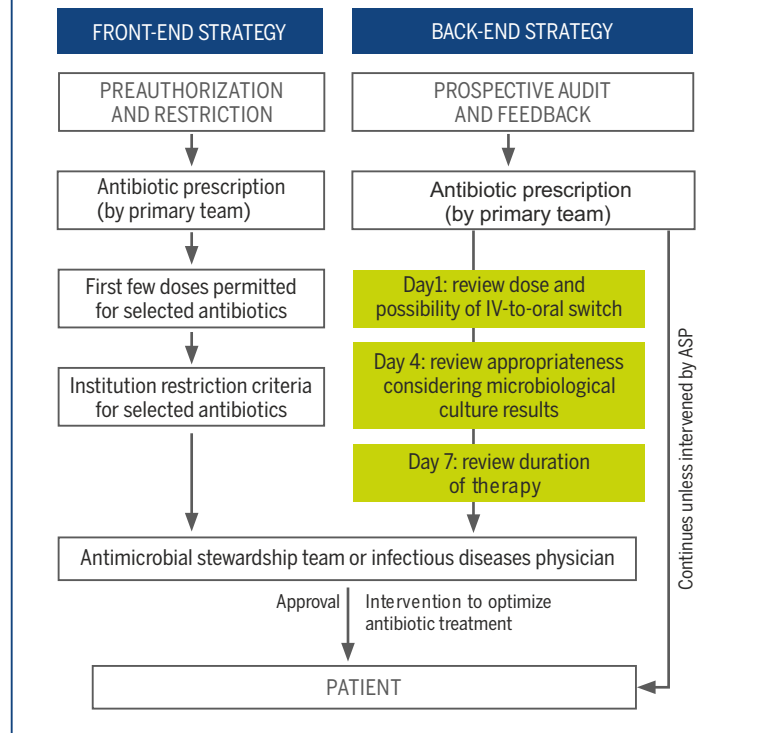 FRONT-END STRATEGY
PREAUTHORIZATION
AND RESTRICTION
Antibiotic prescription
(by primary team)
First few doses permitted
for selected antibiotics
Institution restriction criteria
for selected antibiotics
BACK-END STRATEGY
PROSPECTIVE AUDIT
AND FEEDBACK
Antibiotic prescription
(by primary team)
Day1: review dose and
possibility of IV-to-oral switch
Day 4: review appropriateness
considering microbiological
culture results
Day 7: review duration
of therapy
Continues unless intervened by ASP
Antimicrobial stewardship team or infectious diseases physician
Approval
Intervention to optimize
antibiotic treatment
PATIENT